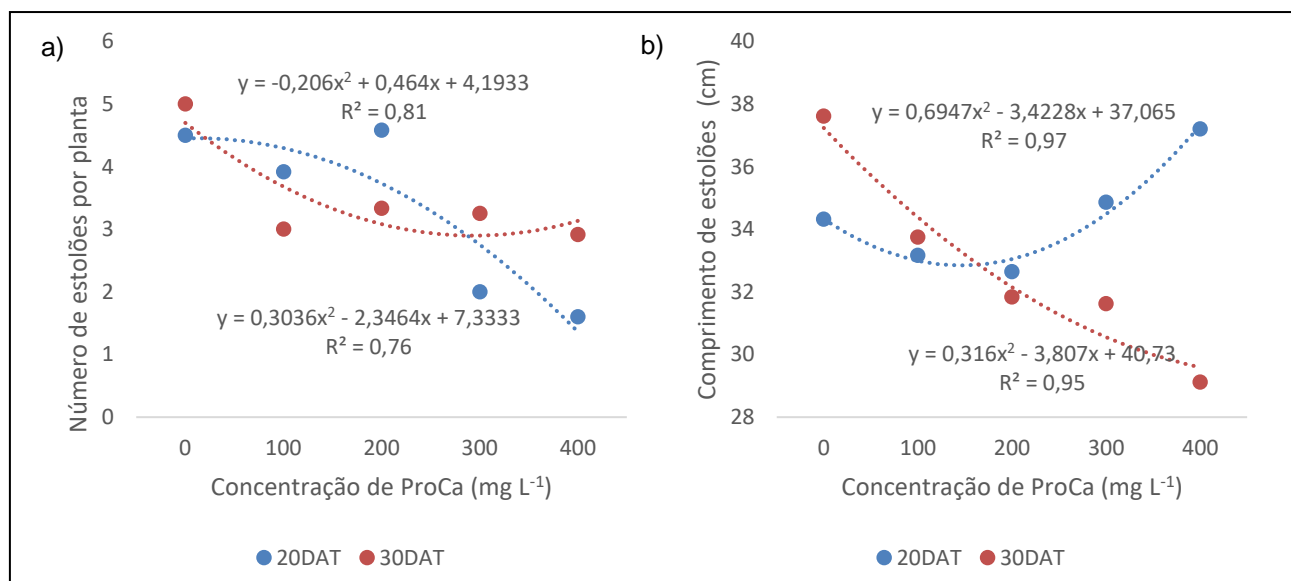 a)
Número de estolões por planta
6
5
4
3
2
1
0
y = -0,206x² + 0,464x + 4,1933
R² = 0,81
y = 0,3036x² - 2,3464x + 7,3333
R² = 0,76
0 100 200 300 400
Concentração de ProCa (mg L⁻¹)
20DAT 30DAT
b)
Comprimento de estolões (cm)
40
38
36
34
32
30
28
y = 0,6947x² - 3,4228x + 37,065
R² = 0,97
y = 0,316x² - 3,807x + 40,73
R² = 0,95
0 100 200 300 400
Concentração de ProCa (mg L⁻¹)
20DAT 30DAT